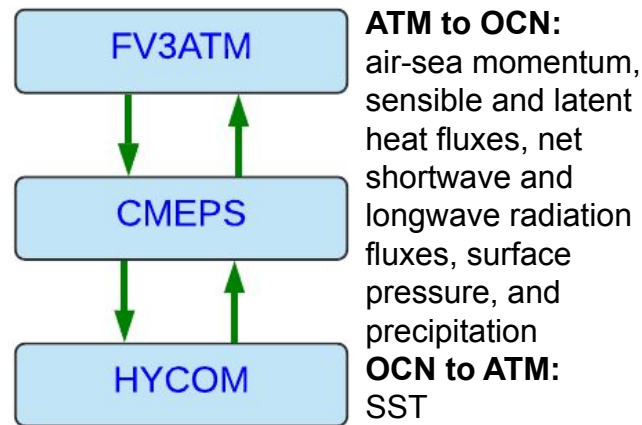 FV3ATM
CMEPS
HYCOM
ATM to OCN:
air-sea momentum,
sensible and latent
heat fluxes, net
shortwave and
longwave radiation
fluxes, surface
pressure, and
precipitation
OCN to ATM:
SST